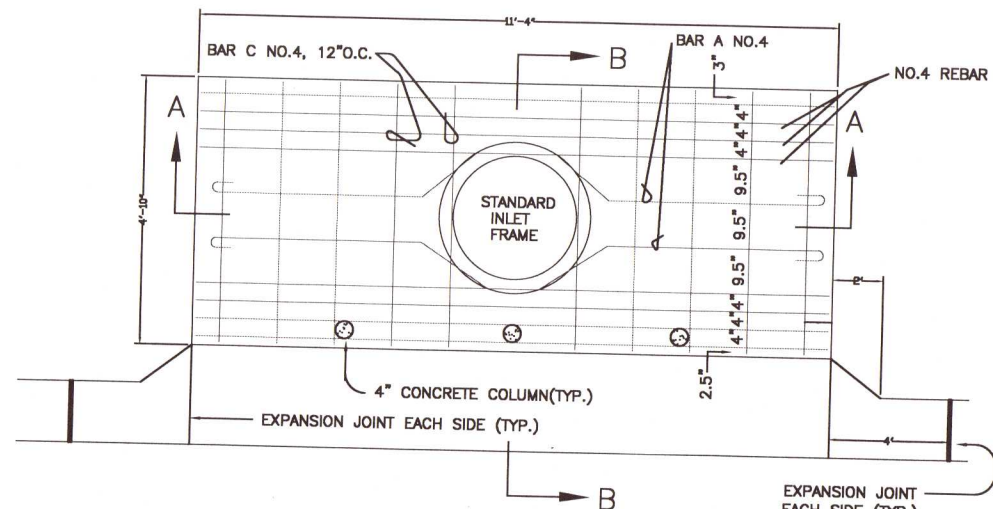 11'-4"
BAR C NO.4, 12"O.C.
B
BAR A NO.4
3"
NO.4 REBAR
A
A
4"4"4"
9.5"
4'-10"
STANDARD
INLET
FRAME
9.5"
9.5"
2'
4"4"4"
2.5"
4" CONCRETE COLUMN(TYP.)
EXPANSION JOINT EACH SIDE (TYP.)
4'
B
EXPANSION JOINT
EACH SIDE (TYP.)